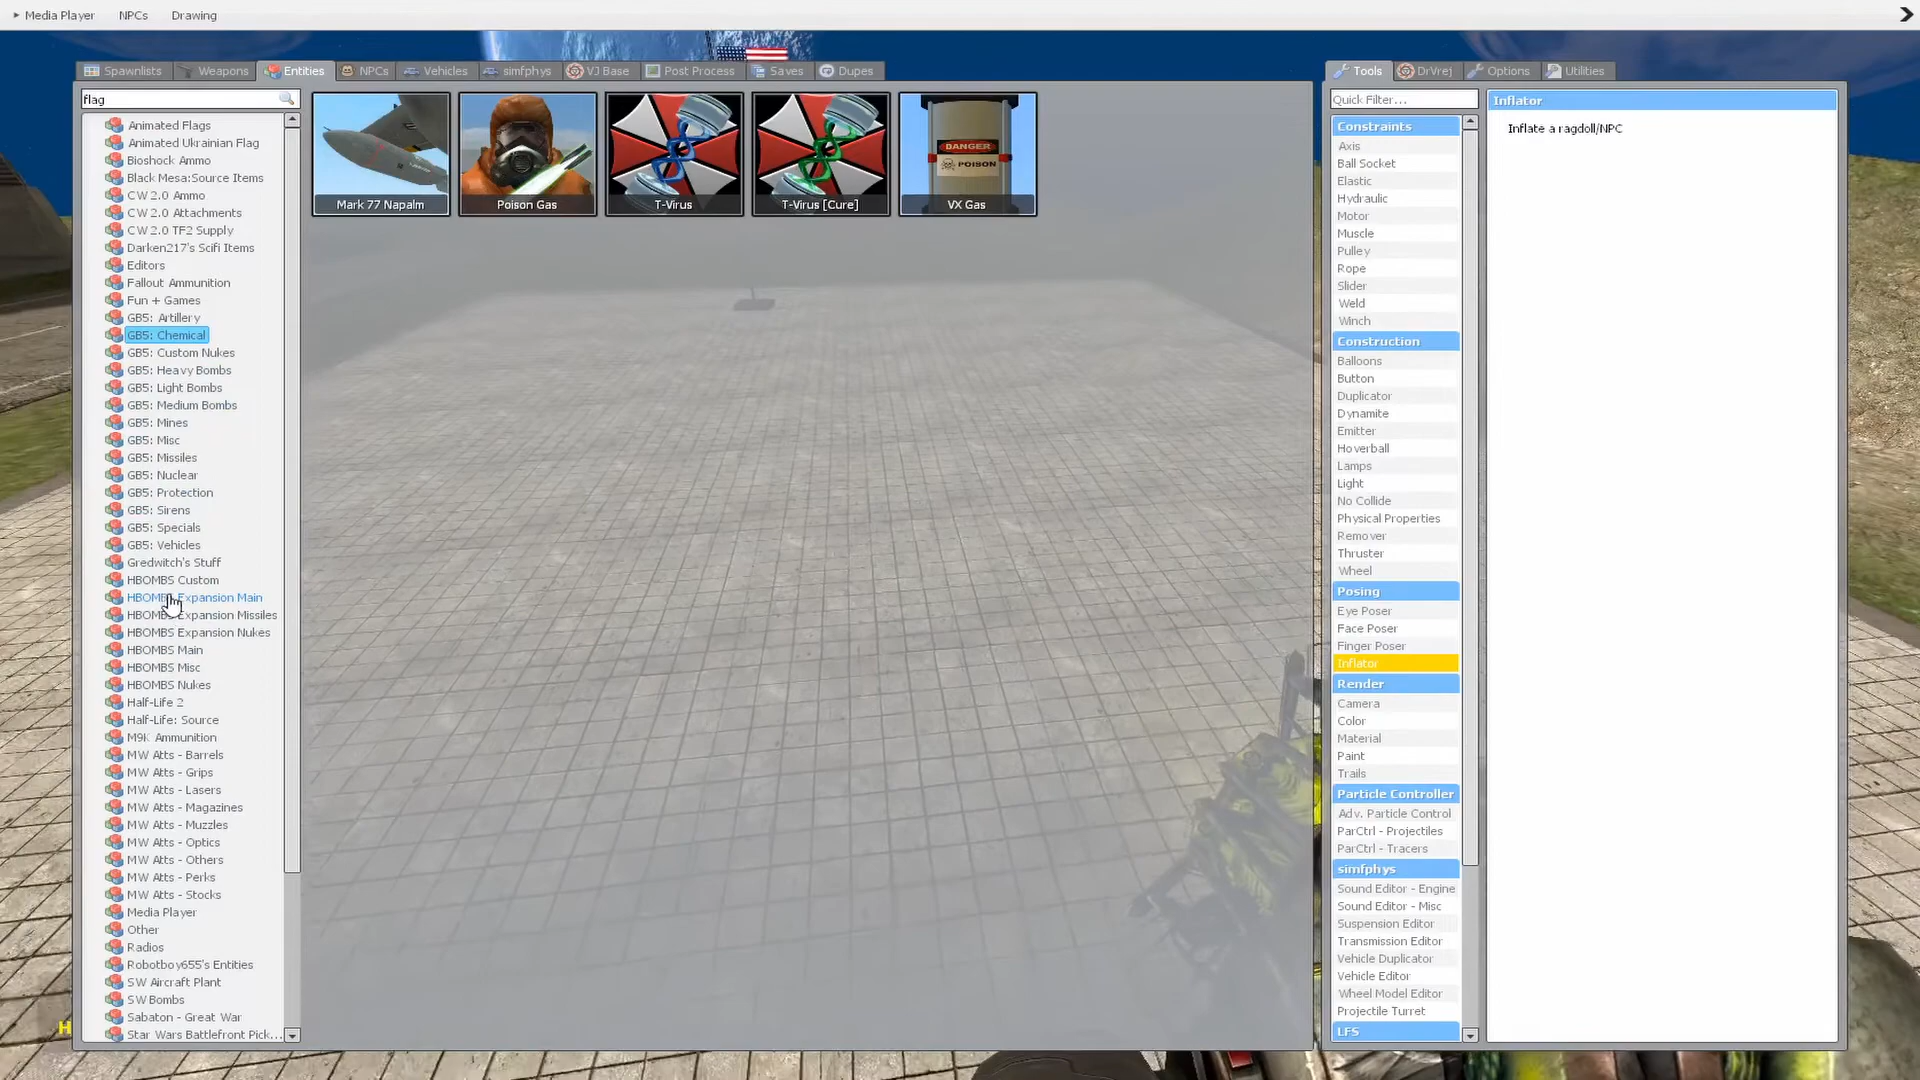 Media Player
NPCs
Drawing
Spawnlists
Weapons
Entities
NPCs
Vehicles
simfphys
VJ Base
Post Process
Saves
Dupes
flag
Animated Flags
Animated Ukrainian Flag
Bioshock Ammo
Black Mesa:Source Items
CW 2.0 Ammo
CW 2.0 Attachments
CW 2.0 TF2 Supply
Darken217's Scifi Items
Editors
Fallout Ammunition
Fun + Games
GB5: Artillery
GB5: Chemical
GB5: Custom Nukes
GB5: Heavy Bombs
GB5: Light Bombs
GB5: Medium Bombs
GB5: Mines
GB5: Misc
GB5: Missiles
GB5: Nuclear
GB5: Protection
GB5: Sirens
GB5: Specials
GB5: Vehicles
Gredwitch's Stuff
HBOMBS Custom
HBOMBS Expansion Main
HBOMBS Expansion Missiles
HBOMBS Expansion Nukes
HBOMBS Main
HBOMBS Misc
HBOMBS Nukes
Half-Life 2
Half-Life: Source
M9K Ammunition
MW Atts - Barrels
MW Atts - Grips
MW Atts - Lasers
MW Atts - Magazines
MW Atts - Muzzles
MW Atts - Optics
MW Atts - Others
MW Atts - Perks
MW Atts - Stocks
Media Player
Other
Radios
Robotboy655's Entities
SW Aircraft Plant
SW Bombs
Sabaton - Great War
Star Wars Battlefront Pick...
H
DANGER
POISON
Mark 77 Napalm
Poison Gas
T-Virus
T-Virus [Cure]
VX Gas
Tools
DrVrej
Options
Utilities
Quick Filter...
Constraints
Axis
Ball Socket
Elastic
Hydraulic
Motor
Muscle
Pulley
Rope
Slider
Weld
Winch
Construction
Balloons
Button
Duplicator
Dynamite
Emitter
Hoverball
Lamps
Light
No Collide
Physical Properties
Remover
Thruster
Wheel
Posing
Eye Poser
Face Poser
Finger Poser
Inflator
Render
Camera
Color
Material
Paint
Trails
Particle Controller
Adv. Particle Control
ParCtrl - Projectiles
ParCtrl - Tracers
simfphys
Sound Editor - Engine
Sound Editor - Misc
Suspension Editor
Transmission Editor
Vehicle Duplicator
Vehicle Editor
Wheel Model Editor
Projectile Turret
LFS
Inflator
Inflate a ragdoll/NPC